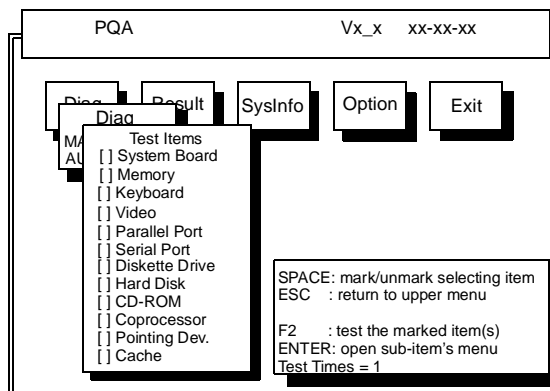 PQA Vx_x xx-xx-xx
Diag Result SysInfo Option Exit
Diag
MA
AU
Test Items
[ ] System Board
[ ] Memory
[ ] Keyboard
[ ] Video
[ ] Parallel Port
[ ] Serial Port
[ ] Diskette Drive
[ ] Hard Disk
[ ] CD-ROM
[ ] Coprocessor
[ ] Pointing Dev.
[ ] Cache
SPACE: mark/unmark selecting item
ESC : return to upper menu
F2 : test the marked item(s)
ENTER: open sub-item's menu
Test Times = 1